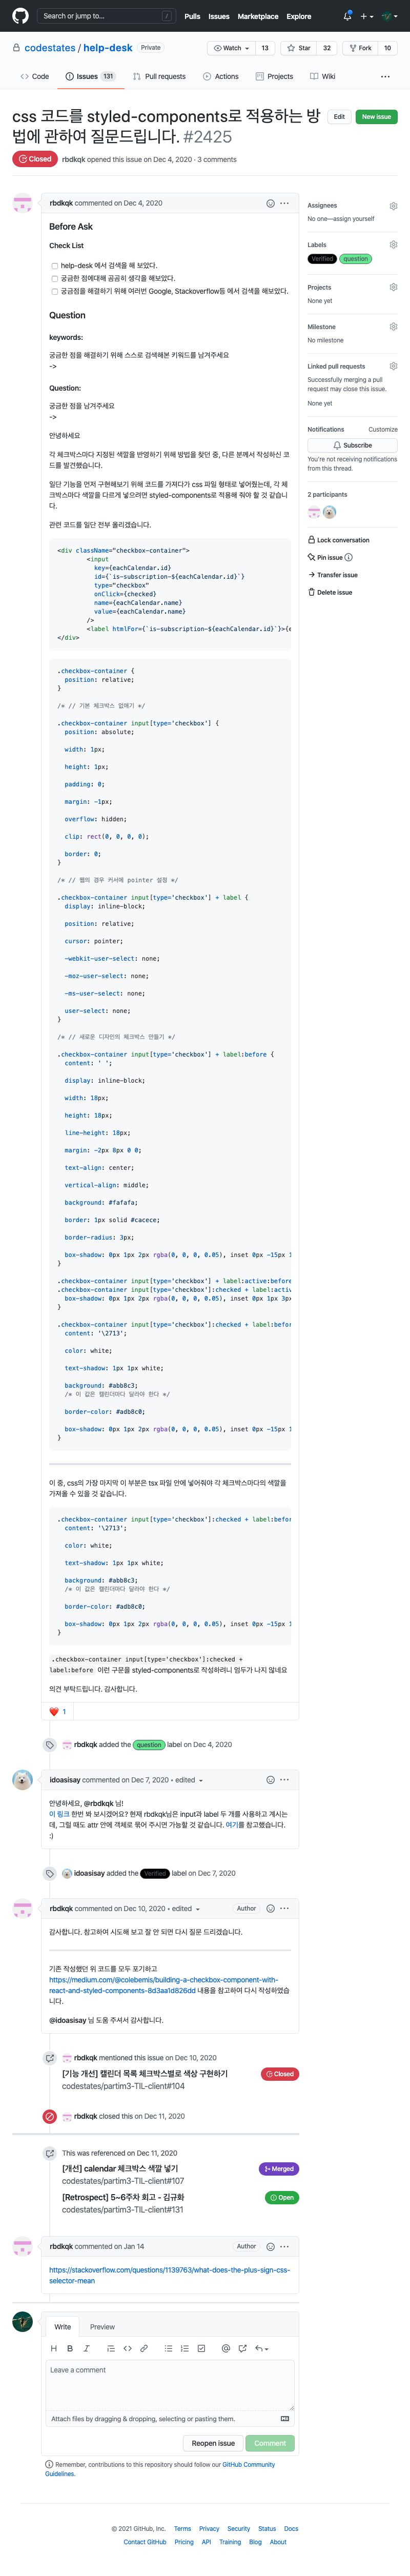 Search or jump to...
/
Pulls Issues Marketplace Explore
codestates / help-desk Private
Watch 13
Star 32
Fork 10
Code
Issues 131
Pull requests
Actions
Projects
Wiki
css 코드를 styled-components로 적용하는 방
법에 관하여 질문드립니다. #2425
Edit
New issue
Closed
rbdkqk opened this issue on Dec 4, 2020 · 3 comments
rbdkqk commented on Dec 4, 2020
Before Ask
Check List
help-desk 에서 검색을 해 보았다.
궁금한 점에대해 곰곰히 생각을 해보았다.
궁금점을 해결하기 위해 여러번 Google, Stackoverflow등 에서 검색을 해보았다.
Question
keywords:
궁금한 점을 해결하기 위해 스스로 검색해본 키워드를 남겨주세요
->
Question:
궁금한 점을 남겨주세요
->
안녕하세요
각 체크박스마다 지정된 색깔을 반영하기 위해 방법을 찾던 중, 다른 분께서 작성하신 코
드를 발견했습니다.
일단 기능을 먼저 구현해보기 위해 코드를 가져다가 css 파일 형태로 넣어뒀는데, 각 체
크박스마다 색깔을 다르게 넣으려면 styled-components로 적용해 줘야 할 것 같습니
다.
관련 코드를 일단 전부 올리겠습니다.
<div className="checkbox-container">
<input
key={eachCalendar.id}
id={`is-subscription-${eachCalendar.id}`}
type="checkbox"
onClick={checked}
name={eachCalendar.name}
value={eachCalendar.name}
/>
<label htmlFor={`is-subscription-${eachCalendar.id}`}>{e
</div>
.checkbox-container {
position: relative;
}
/* // 기본 체크박스 없애기 */
.checkbox-container input[type='checkbox'] {
position: absolute;
width: 1px;
height: 1px;
padding: 0;
margin: -1px;
overflow: hidden;
clip: rect(0, 0, 0, 0);
border: 0;
}
/* // 웹의 경우 커서에 pointer 설정 */
.checkbox-container input[type='checkbox'] + label {
display: inline-block;
position: relative;
cursor: pointer;
-webkit-user-select: none;
-moz-user-select: none;
-ms-user-select: none;
user-select: none;
}
/* // 새로운 디자인의 체크박스 만들기 */
.checkbox-container input[type='checkbox'] + label:before {
content: ' ';
display: inline-block;
width: 18px;
height: 18px;
line-height: 18px;
margin: -2px 8px 0 0;
text-align: center;
vertical-align: middle;
background: #fafafa;
border: 1px solid #cacece;
border-radius: 3px;
box-shadow: 0px 1px 2px rgba(0, 0, 0, 0.05), inset 0px -15px 1
}
.checkbox-container input[type='checkbox'] + label:active:before
.checkbox-container input[type='checkbox']:checked + label:activ
box-shadow: 0px 1px 2px rgba(0, 0, 0, 0.05), inset 0px 1px 3px
}
.checkbox-container input[type='checkbox']:checked + label:befor
content: '\2713';
color: white;
text-shadow: 1px 1px white;
background: #abb8c3;
/* 이 값은 캘린더마다 달라야 한다 */
border-color: #adb8c0;
box-shadow: 0px 1px 2px rgba(0, 0, 0, 0.05), inset 0px -15px 1
}
이 중, css의 가장 마지막 이 부분은 tsx 파일 안에 넣어줘야 각 체크박스마다의 색깔을
가져올 수 있을 것 같습니다.
.checkbox-container input[type='checkbox']:checked + label:befor
content: '\2713';
color: white;
text-shadow: 1px 1px white;
background: #abb8c3;
/* 이 값은 캘린더마다 달라야 한다 */
border-color: #adb8c0;
box-shadow: 0px 1px 2px rgba(0, 0, 0, 0.05), inset 0px -15px 1
}
.checkbox-container input[type='checkbox']:checked +
label:before 이런 구문을 styled-components로 작성하려니 엄두가 나지 않네요
의견 부탁드립니다. 감사합니다.
1
rbdkqk added the question label on Dec 4, 2020
idoasisay commented on Dec 7, 2020 • edited
안녕하세요, @rbdkqk 님!
이 링크 한번 봐 보시겠어요? 현재 rbdkqk님은 input과 label 두 개를 사용하고 계시는
데, 그럴 때도 attr 안에 객체로 묶어 주시면 가능할 것 같습니다. 여기를 참고했습니다.
:)
idoasisay added the Verified label on Dec 7, 2020
rbdkqk commented on Dec 10, 2020 • edited
Author
감사합니다. 참고하여 시도해 보고 잘 안 되면 다시 질문 드리겠습니다.
기존 작성했던 위 코드를 모두 포기하고
https://medium.com/@colebemis/building-a-checkbox-component-with-
react-and-styled-components-8d3aa1d826dd 내용을 참고하여 다시 작성하였습니
다.
@idoasisay 님 도움 주셔서 감사합니다.
rbdkqk mentioned this issue on Dec 10, 2020
[기능 개선] 캘린더 목록 체크박스별로 색상 구현하기
codestates/partim3-TIL-client#104
Closed
rbdkqk closed this on Dec 11, 2020
This was referenced on Dec 11, 2020
[개선] calendar 체크박스 색깔 넣기
codestates/partim3-TIL-client#107
Merged
[Retrospect] 5~6주차 회고 - 김규화
codestates/partim3-TIL-client#131
Open
rbdkqk commented on Jan 14
Author
https://stackoverflow.com/questions/1139763/what-does-the-plus-sign-css-
selector-mean
Write
Preview
Leave a comment
Attach files by dragging & dropping, selecting or pasting them.
Reopen issue
Comment
Remember, contributions to this repository should follow our GitHub Community
Guidelines.
Assignees
No one—assign yourself
Labels
Verified question
Projects
None yet
Milestone
No milestone
Linked pull requests
Successfully merging a pull
request may close this issue.
None yet
Notifications
Customize
Subscribe
You're not receiving notifications
from this thread.
2 participants
Lock conversation
Pin issue
Transfer issue
Delete issue
© 2021 GitHub, Inc. Terms Privacy Security Status Docs
Contact GitHub Pricing API Training Blog About